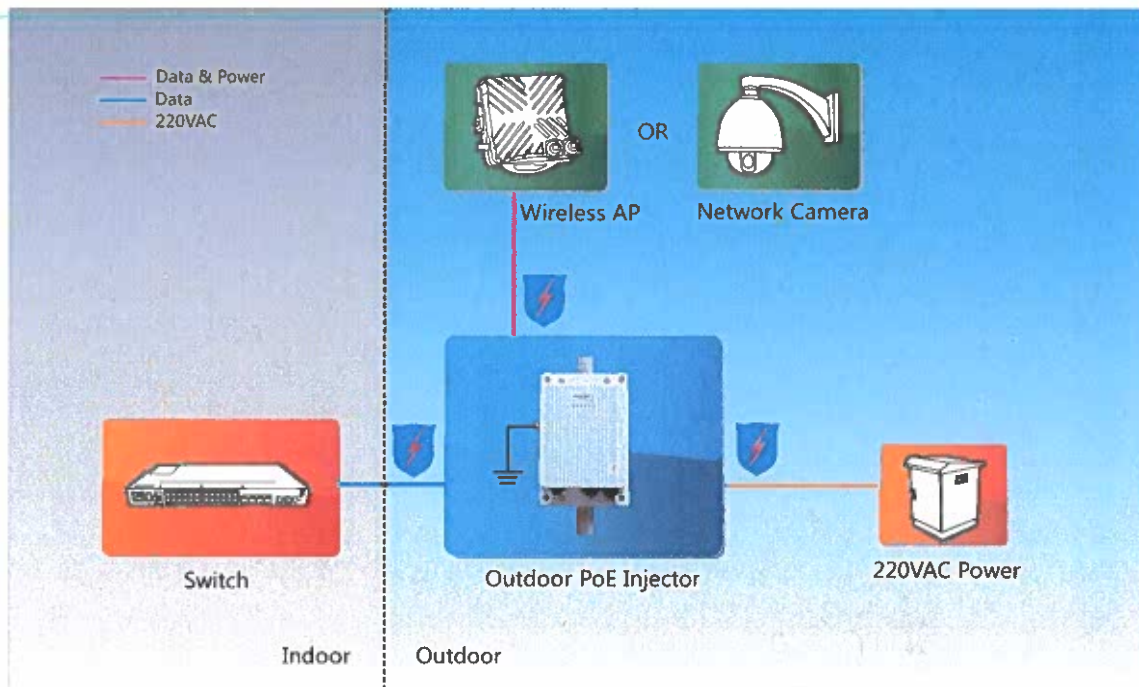 Data & Power
Data
220VAC
OR
Wireless AP
Network Camera
Switch
Outdoor PoE Injector
220VAC Power
Indoor
Outdoor